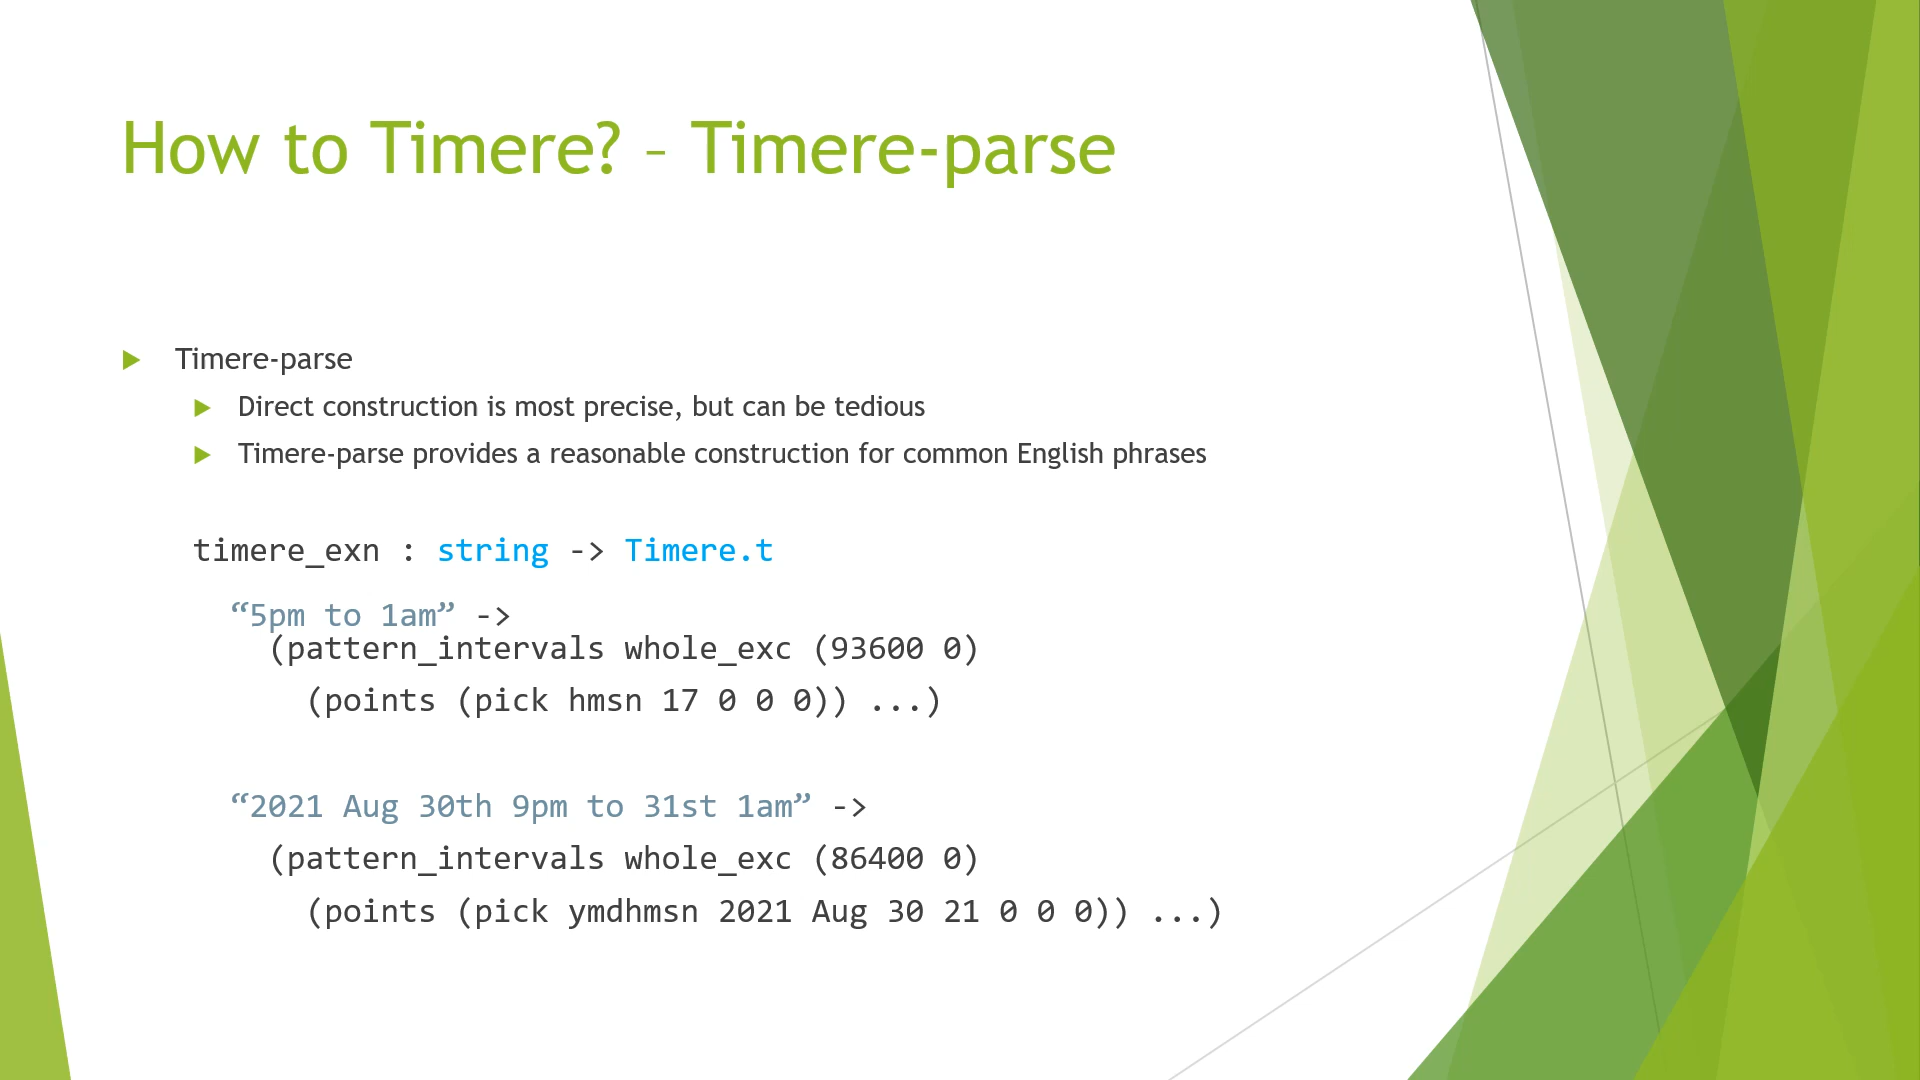 How to Timere? – Timere-parse
Timere-parse
Direct construction is most precise, but can be tedious
Timere-parse provides a reasonable construction for common English phrases
timere_exn : string -> Timere.t
“5pm to 1am” ->
(pattern_intervals whole_exc (93600 0)
(points (pick hmsn 17 0 0 0)) ...)
“2021 Aug 30th 9pm to 31st 1am” ->
(pattern_intervals whole_exc (86400 0)
(points (pick ymdhmsn 2021 Aug 30 21 0 0 0)) ...)